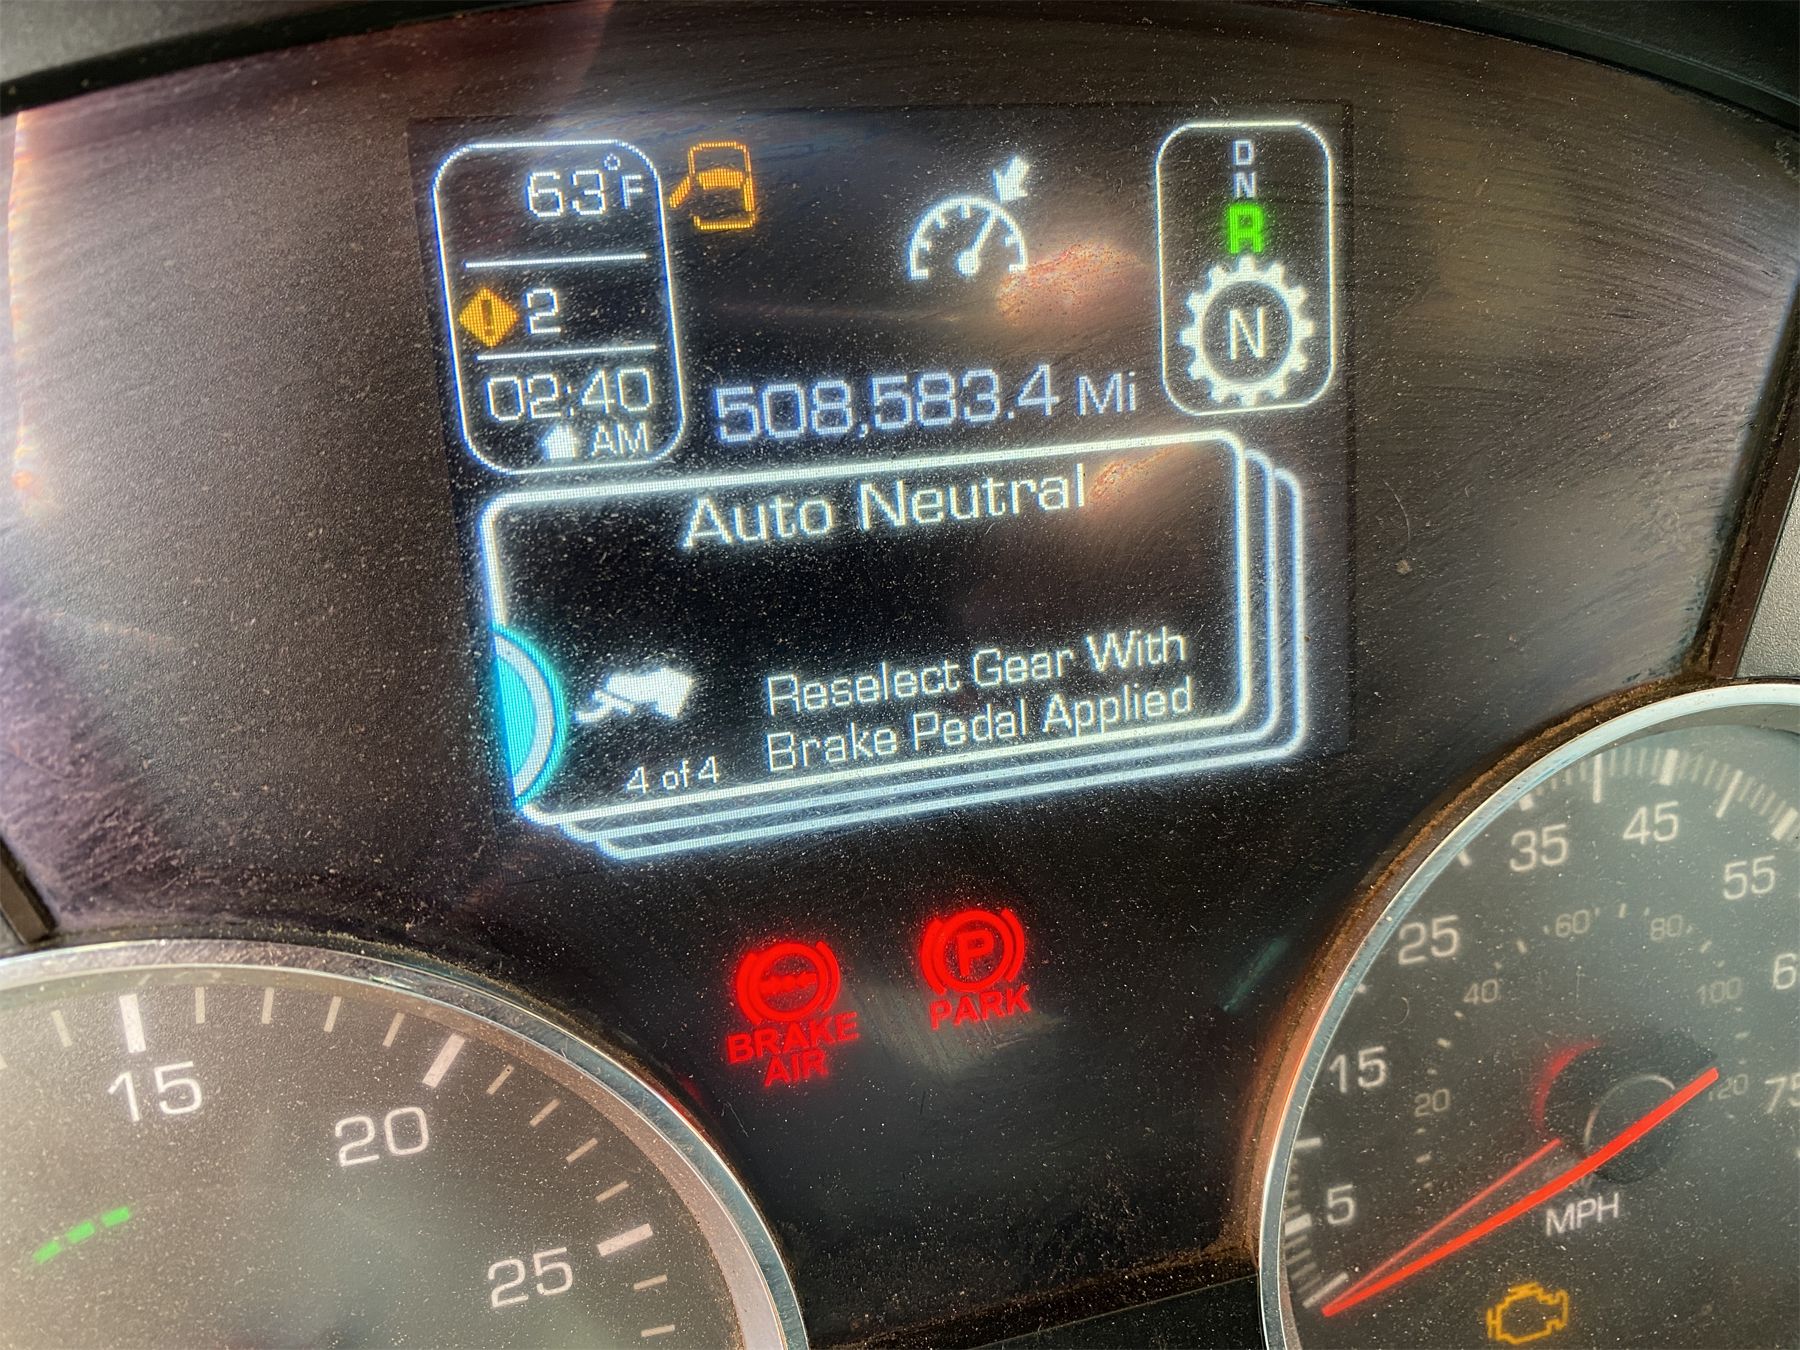 63°F
D
N
R
2
N
02:40
AM
508,583.4 Mi
Auto Neutral
Reselect Gear With
Brake Pedal Applied
4 of 4
BRAKE
AIR
P
PARK
15
20
25
5
15
25
35
45
55
20
40
60
80
100
120
75
MPH